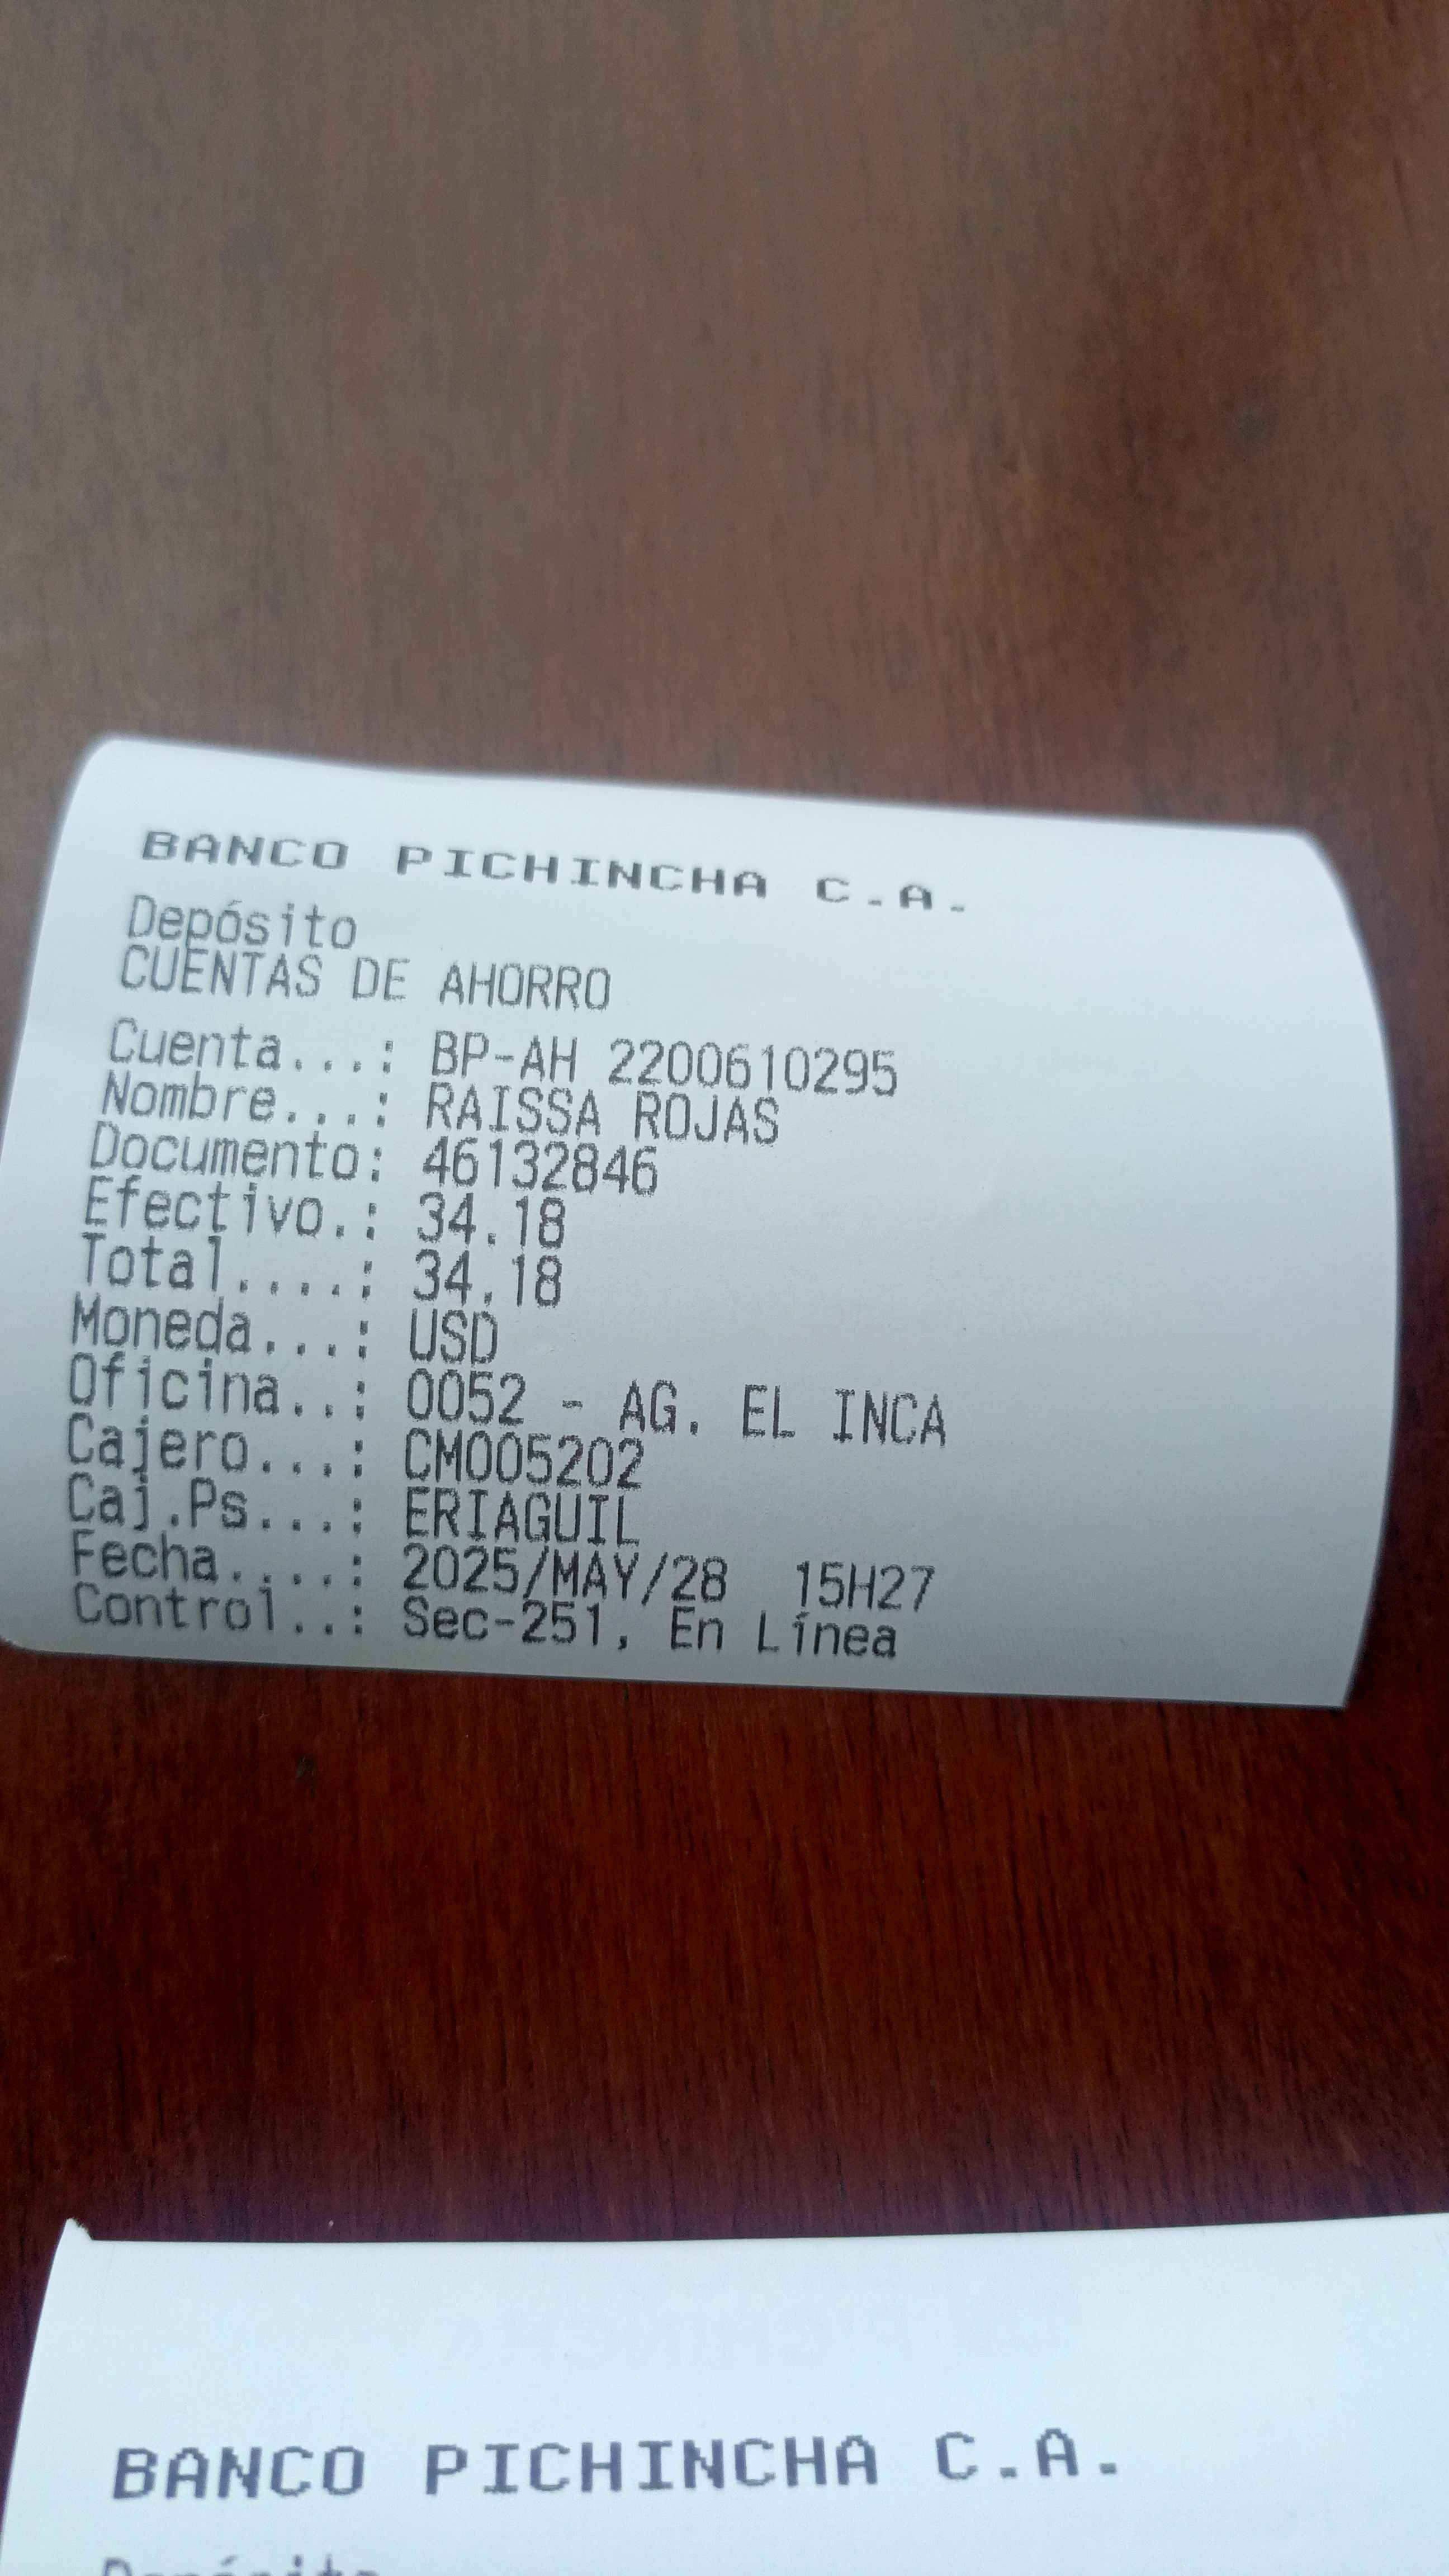 BANCO PICHINCHA C.A.
Depósito
CUENTAS DE AHORRO
Cuenta...: BP-AH 2200610295
Nombre...: RAISSA ROJAS
Documento: 46132846
Efectivo.: 34.18
Total....: 34.18
Moneda...: USD
Oficina..: 0052 - AG. EL INCA
Cajero...: CM005202
Caj.Ps...: ERIAGUIL
Fecha....: 2025/MAY/28  15H27
Control..: Sec-251, En Línea
BANCO PICHINCHA C.A.
Depósito